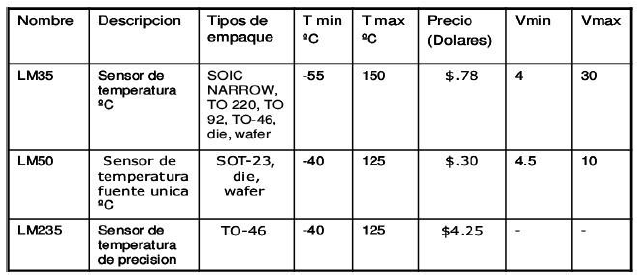 Nombre
Descripcion
Tipos de
empaque
T min
ºC
T max
ºC
Precio
(Dolares)
Vmin
Vmax
LM35
Sensor de
temperatura
ºC
SOIC
NARROW,
TO 220, TO
92, TO-46,
die, wafer
-55
150
$.78
4
30
LM50
Sensor de
temperatura
fuente unica
ºC
SOT-23,
die,
wafer
-40
125
$.30
4.5
10
LM235
Sensor de
temperatura
de precision
TO-46
-40
125
$4.25
-
-